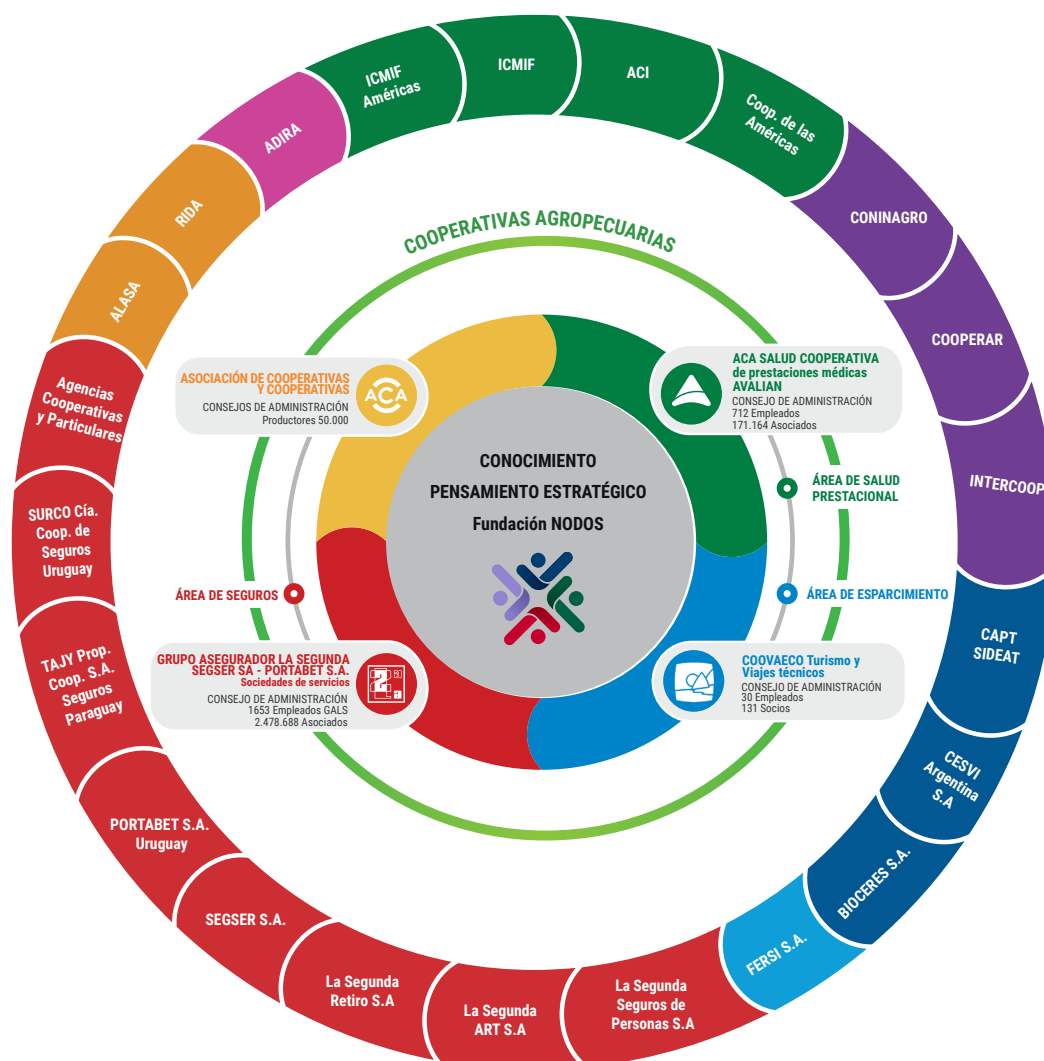 ICMIF
Américas
ICMIF
ACI
Coop. de las
Américas
CONINAGRO
COOPERAR
INTERCOOP
CAPT
SIDEAT
CESVI
Argentina
S.A
BIOCERES S.A.
FERSI S.A.
La Segunda
Seguros de
Personas S.A
La Segunda
ART S.A
La Segunda
Retiro S.A
SEGSER S.A.
PORTABET S.A.
Uruguay
TAJY Prop.
Coop. S.A.
Seguros
Paraguay
SURCO Cía.
Coop. de
Seguros
Uruguay
Agencias
Cooperativas
y Particulares
ALASA
RIDA
ADIRA
COOPERATIVAS AGROPECUARIAS
ASOCIACIÓN DE COOPERATIVAS
Y COOPERATIVAS
CONSEJOS DE ADMINISTRACIÓN
Productores 50.000
ACA
ACA SALUD COOPERATIVA
de prestaciones médicas
AVALIAN
CONSEJO DE ADMINISTRACIÓN
712 Empleados
171.164 Asociados
CONOCIMIENTO
PENSAMIENTO ESTRATÉGICO
Fundación NODOS
ÁREA DE SALUD
PRESTACIONAL
ÁREA DE SEGUROS
ÁREA DE ESPARCIMIENTO
GRUPO ASEGURADOR LA SEGUNDA
SEGSER SA - PORTABET S.A.
Sociedades de servicios
CONSEJO DE ADMINISTRACIÓN
1653 Empleados GALS
2.478.688 Asociados
COOVAECO Turismo y
Viajes técnicos
CONSEJO DE ADMINISTRACIÓN
30 Empleados
131 Socios